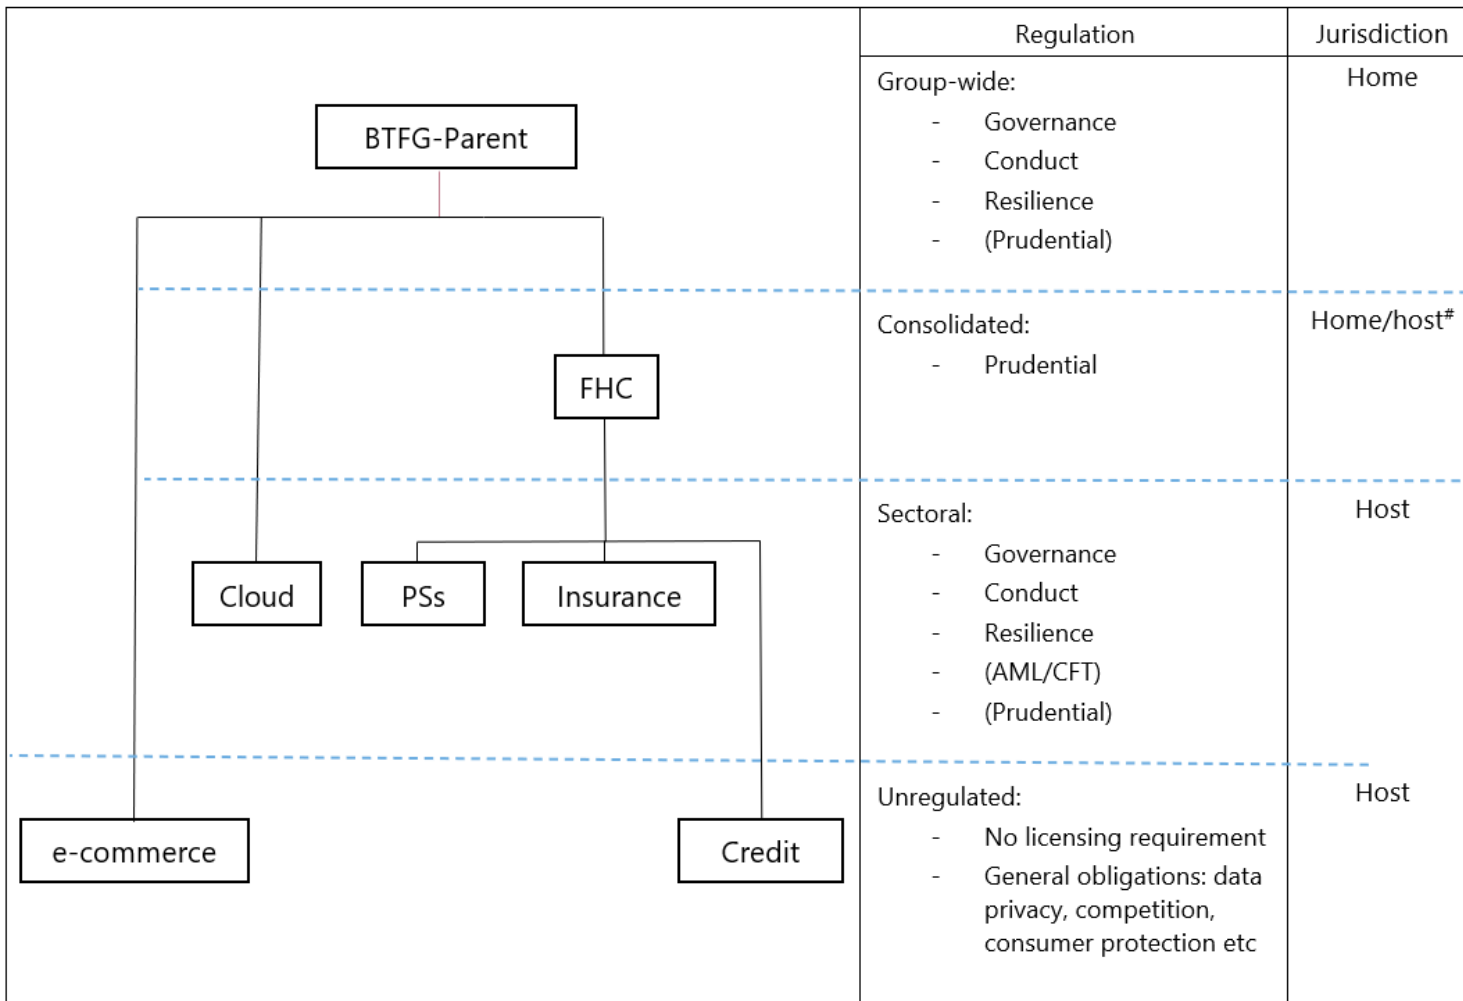 Regulation
Jurisdiction
BTFG-Parent
Group-wide:
- Governance
- Conduct
- Resilience
- (Prudential)
Home
FHC
Consolidated:
- Prudential
Home/host#
Cloud
PSs
Insurance
Sectoral:
- Governance
- Conduct
- Resilience
- (AML/CFT)
- (Prudential)
Host
e-commerce
Credit
Unregulated:
- No licensing requirement
- General obligations: data
privacy, competition,
consumer protection etc
Host